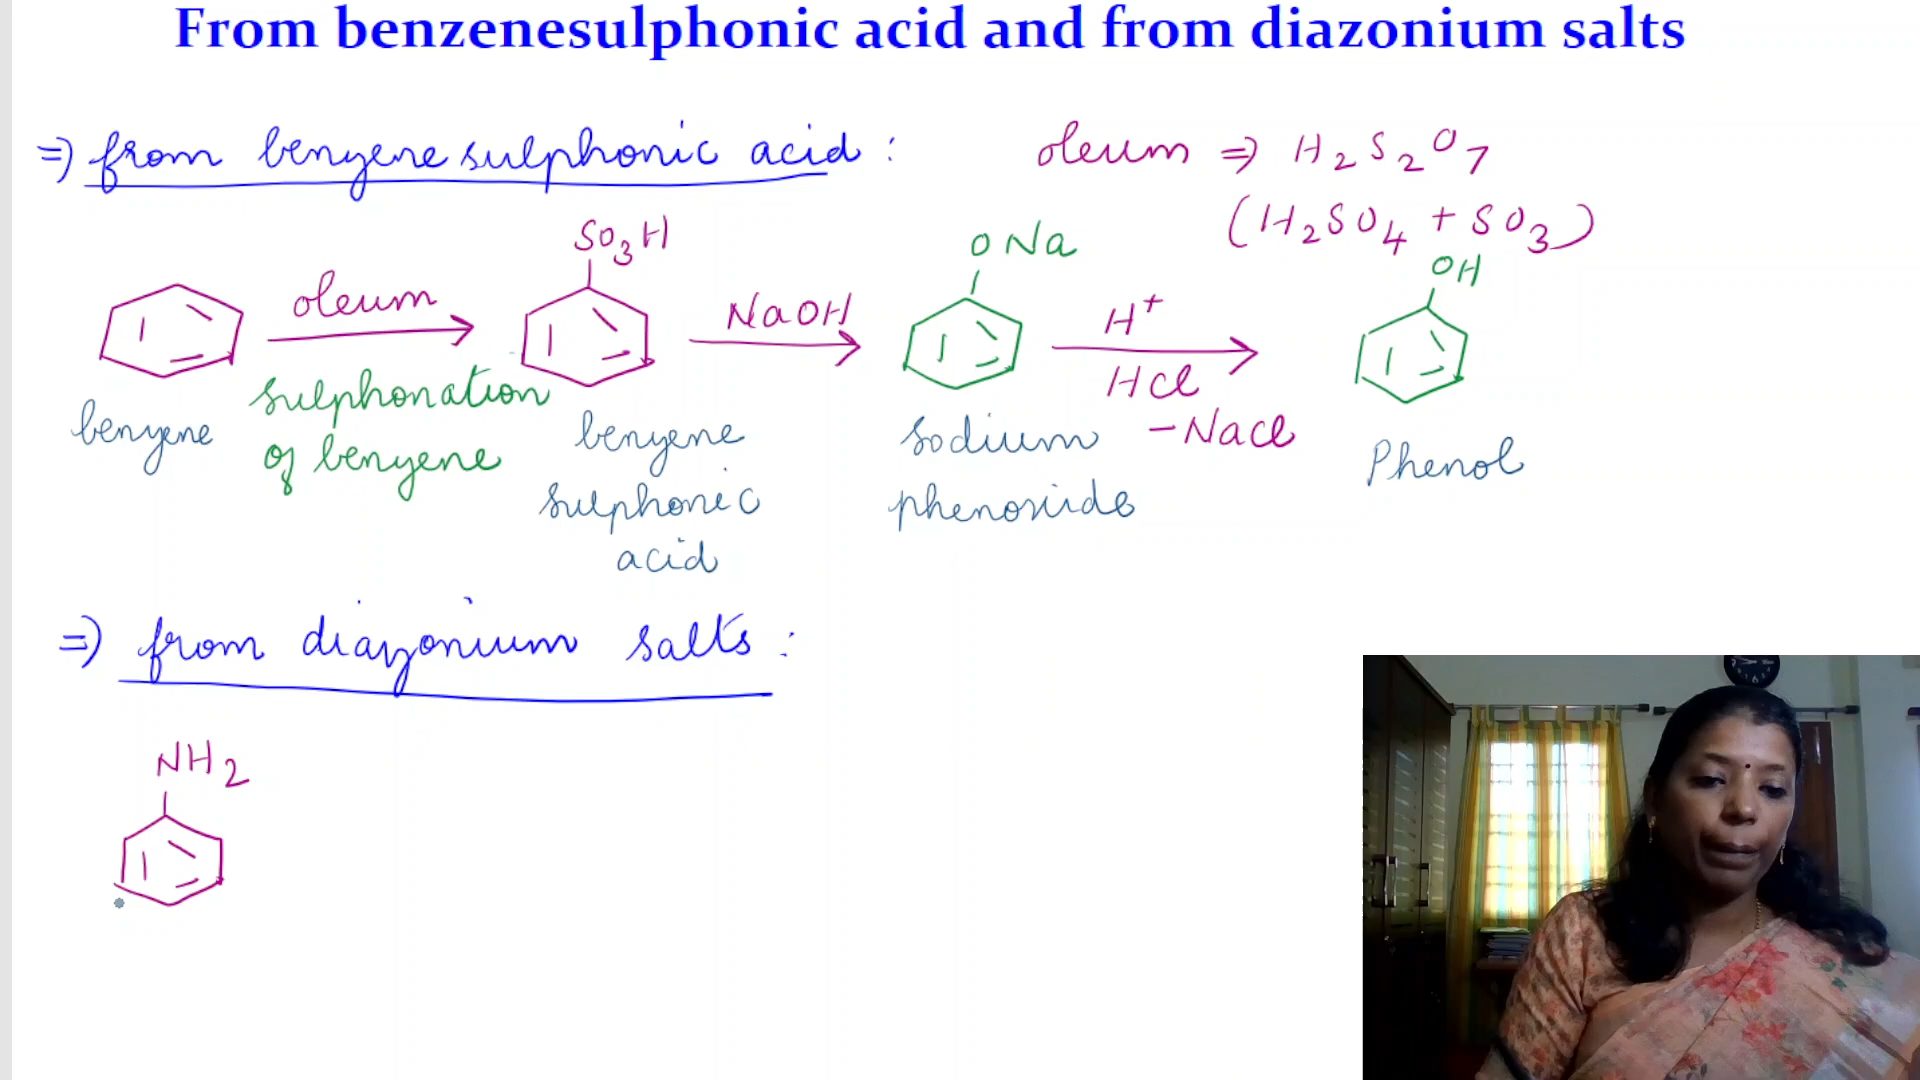 From benzenesulphonic acid and from diazonium salts
⇒ from benzene sulphonic acid :
oleum ⇒ H₂S₂O₇
(H₂SO₄ + SO₃)
SO₃H
ONa
OH
oleum
NaOH
H⁺
HCl
-NaCl
sulphonation
of benzene
benzene
benzene
sulphonic
acid
sodium
phenoxide
Phenol
⇒ from diazonium salts :
NH₂